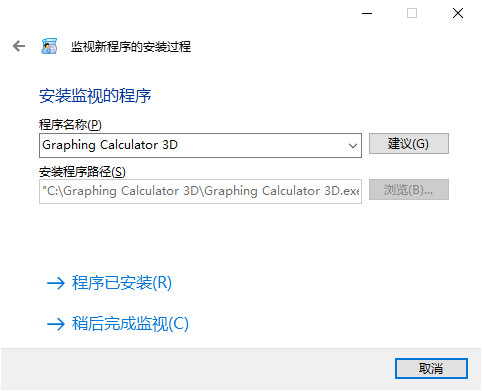 监视新程序的安装过程
安装监视的程序
程序名称(P)
Graphing Calculator 3D
建议(G)
安装程序路径(S)
"C:\Graphing Calculator 3D\Graphing Calculator 3D.exe
浏览(B)...
程序已安装(R)
稍后完成监视(C)
取消